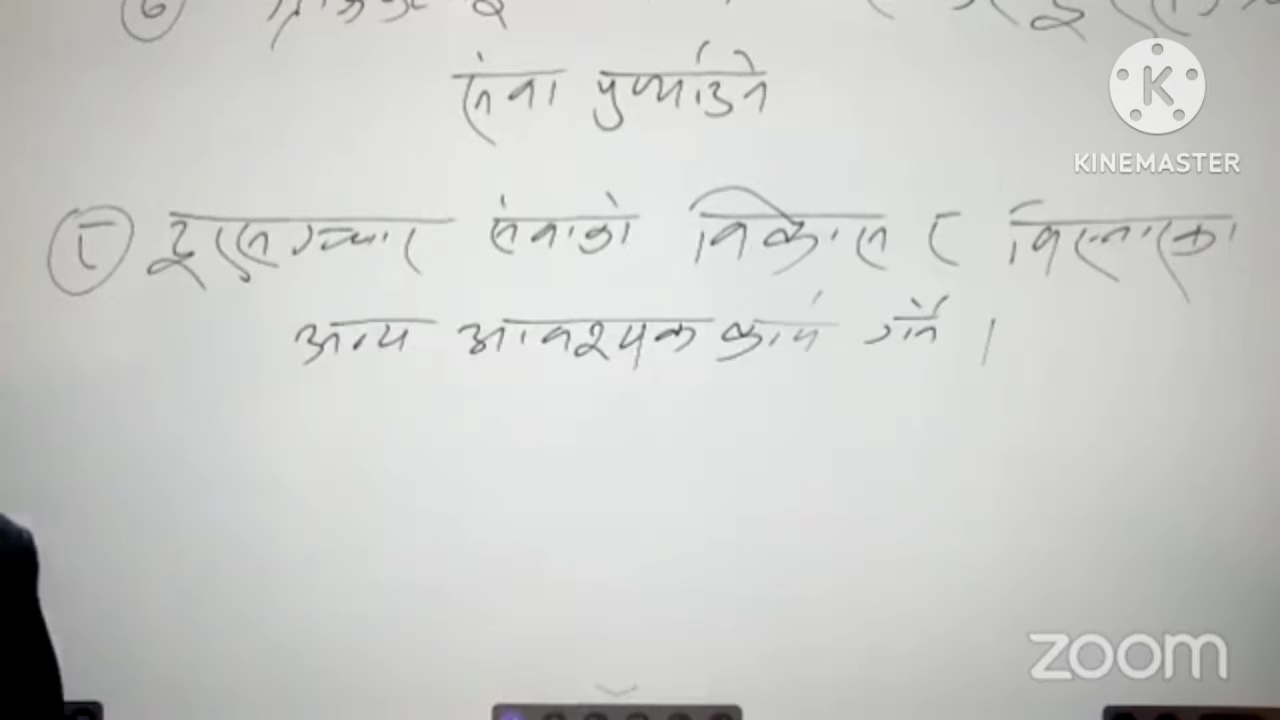 सेवा पुर्‍याउने
K
KINEMASTER
८ दूरसञ्चार सेवाको विकास र विस्तारका
अन्य आवश्यक कार्य गर्ने ।
zoom